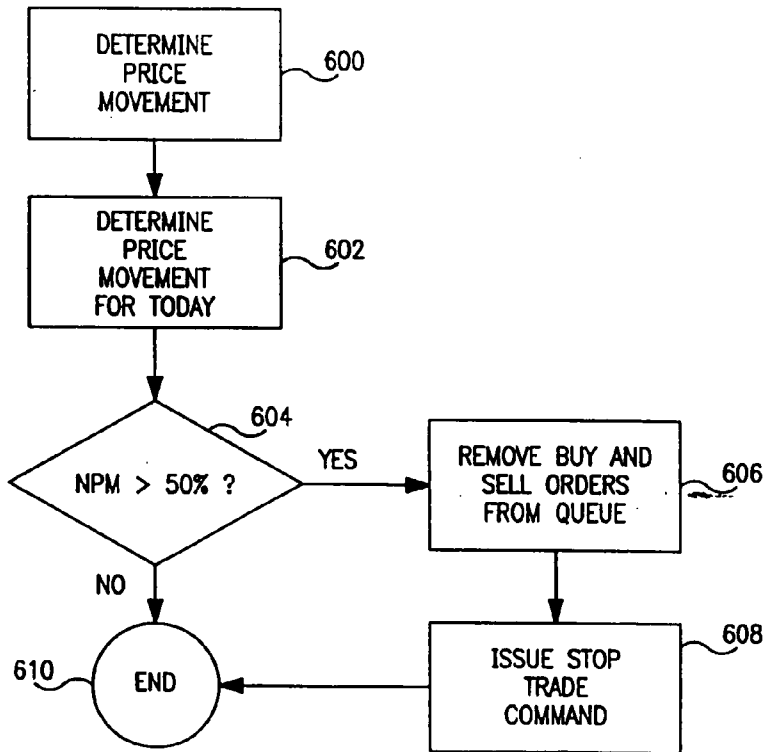 DETERMINE
PRICE
MOVEMENT
600
DETERMINE
PRICE
MOVEMENT
FOR TODAY
602
604
NPM > 50% ?
YES
REMOVE BUY AND
SELL ORDERS
FROM QUEUE
606
NO
610
END
ISSUE STOP
TRADE
COMMAND
608